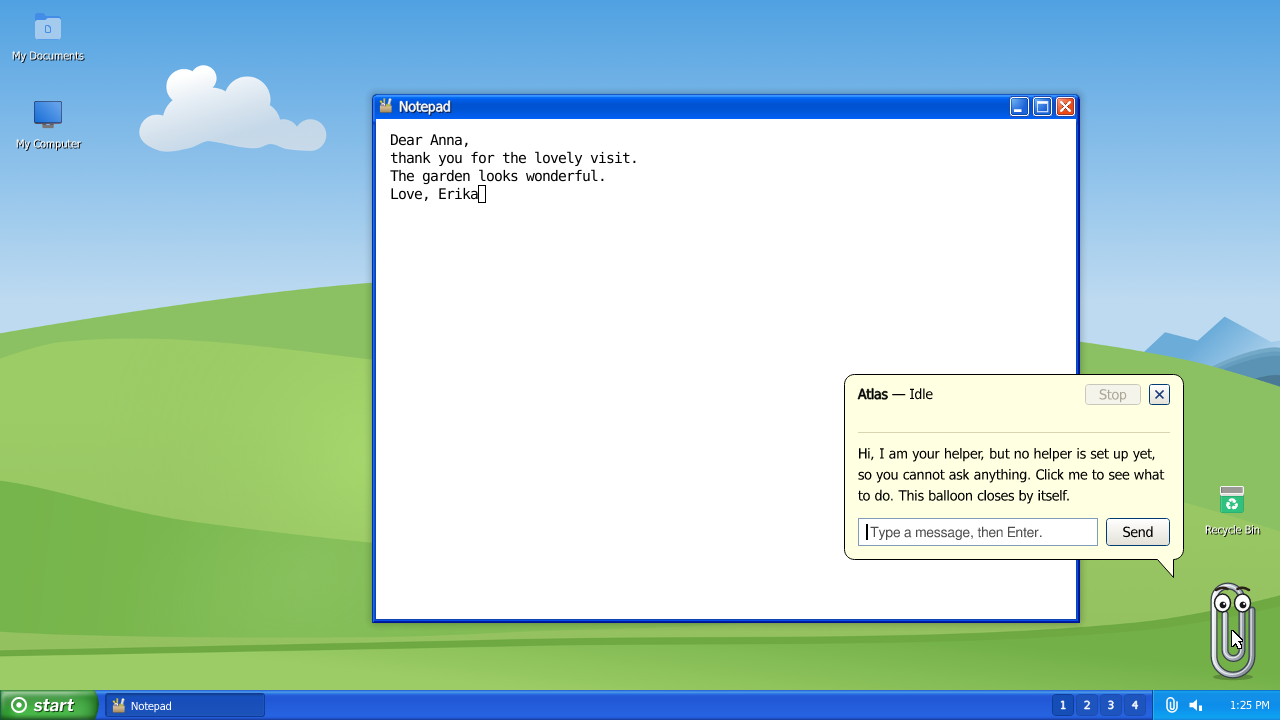 My Documents
My Computer
Notepad
Dear Anna,
thank you for the lovely visit.
The garden looks wonderful.
Love, Erika
Atlas — Idle
Stop
Hi, I am your helper, but no helper is set up yet,
so you cannot ask anything. Click me to see what
to do. This balloon closes by itself.
Type a message, then Enter.
Send
Recycle Bin
start
Notepad
1 2 3 4
1:25 PM